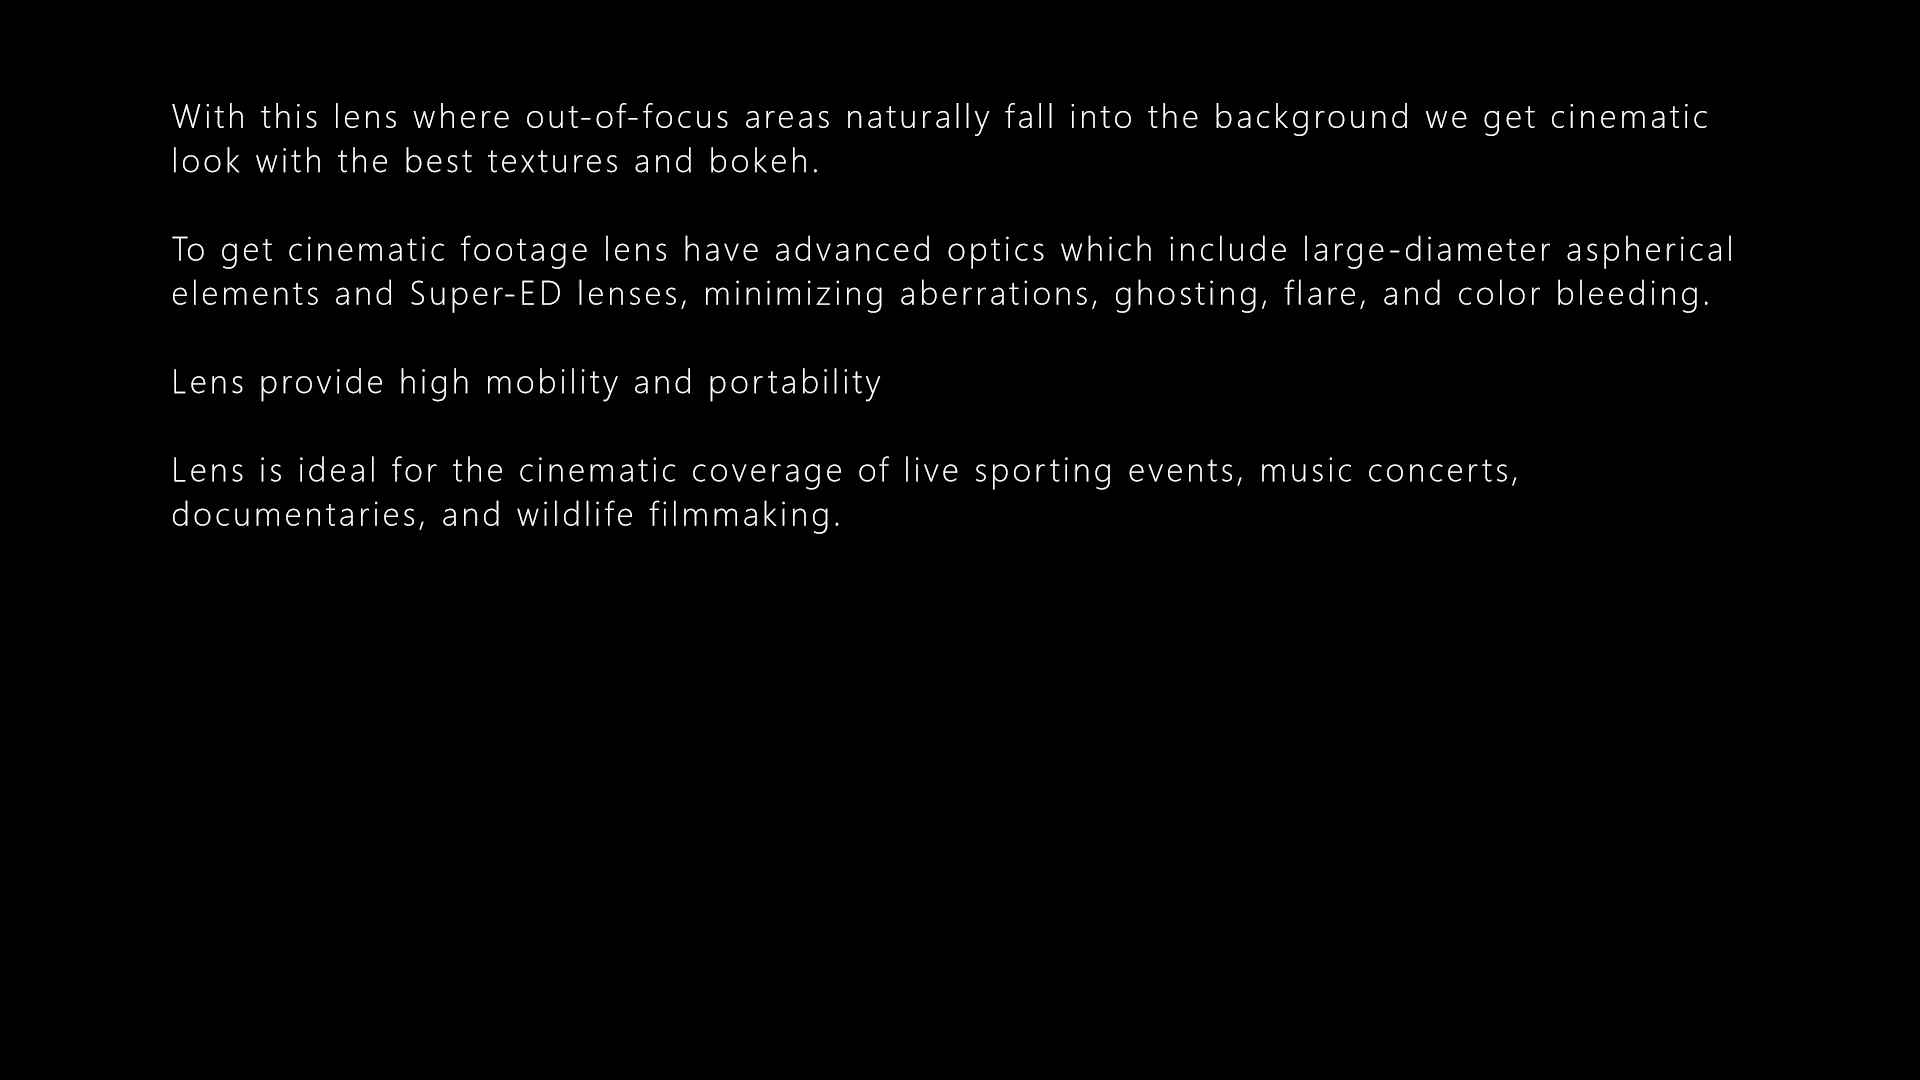 With this lens where out-of-focus areas naturally fall into the background we get cinematic
look with the best textures and bokeh.
To get cinematic footage lens have advanced optics which include large-diameter aspherical
elements and Super-ED lenses, minimizing aberrations, ghosting, flare, and color bleeding.
Lens provide high mobility and portability
Lens is ideal for the cinematic coverage of live sporting events, music concerts,
documentaries, and wildlife filmmaking.